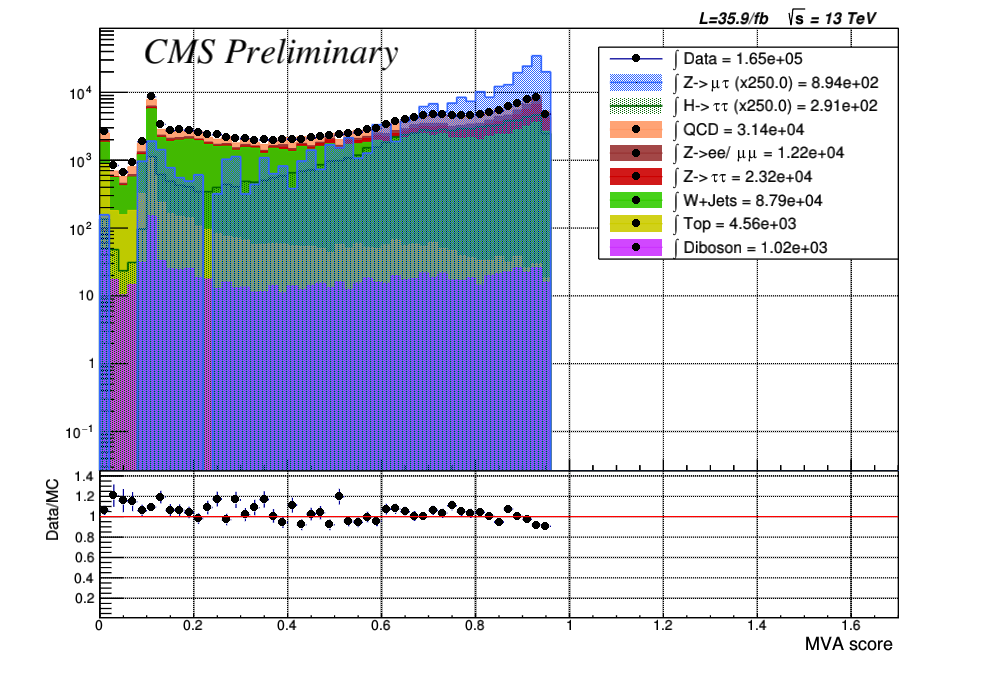 L=35.9/fb √s = 13 TeV
CMS Preliminary
∫ Data = 1.65e+05
∫ Z->μτ (x250.0) = 8.94e+02
∫ H->ττ (x250.0) = 2.91e+02
∫ QCD = 3.14e+04
∫ Z->ee/ μμ = 1.22e+04
∫ Z->ττ = 2.32e+04
∫ W+Jets = 8.79e+04
∫ Top = 4.56e+03
∫ Diboson = 1.02e+03
10⁴
10³
10²
10
1
10⁻¹
Data/MC
1.4
1.2
1
0.8
0.6
0.4
0.2
0 0.2 0.4 0.6 0.8 1 1.2 1.4 1.6
MVA score